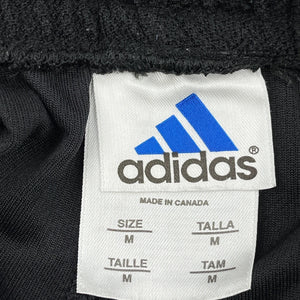 adidas®
MADE IN CANADA
SIZE TALLA
M M
TAILLE TAM
M M